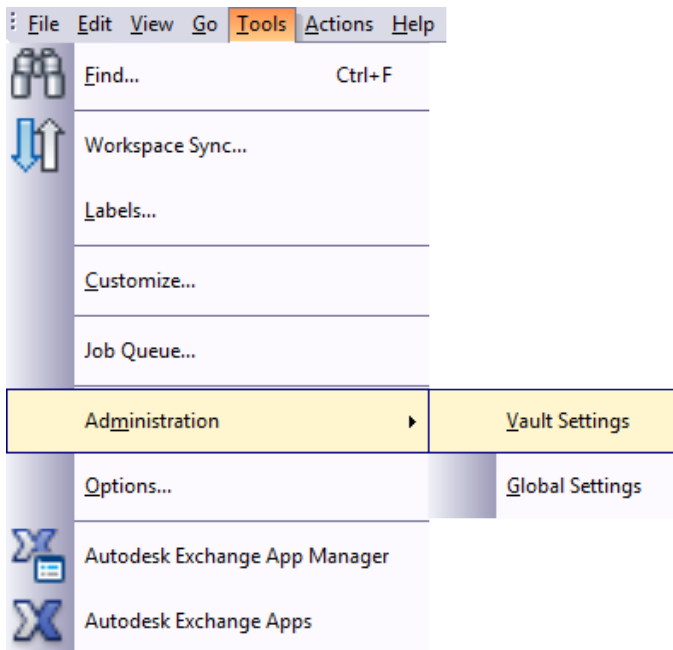 File Edit View Go Tools Actions Help
Find... Ctrl+F
Workspace Sync...
Labels...
Customize...
Job Queue...
Administration Vault Settings
Options... Global Settings
Autodesk Exchange App Manager
Autodesk Exchange Apps